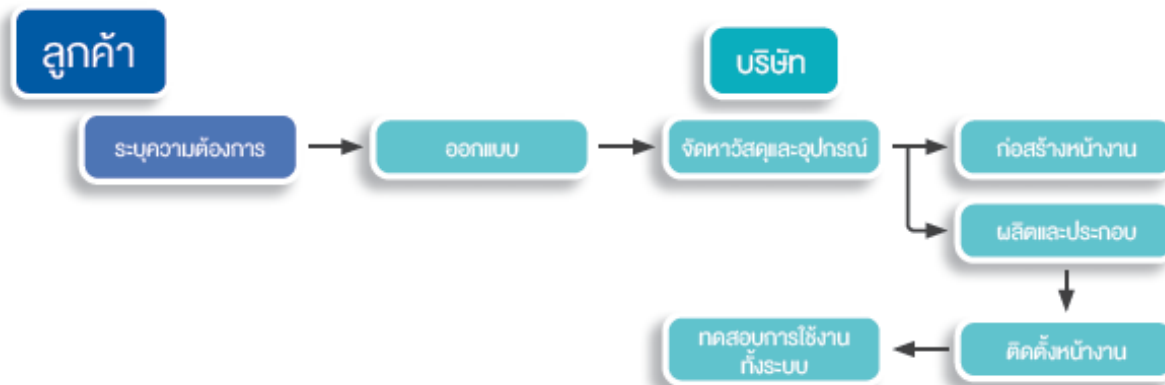 ลูกค้า
บริษัท
ระบุความต้องการ
ออกแบบ
จัดหาวัสดุและอุปกรณ์
ก่อสร้างหน้างาน
ผลิตและประกอบ
ติดตั้งหน้างาน
ทดสอบการใช้งาน
ทั้งระบบ